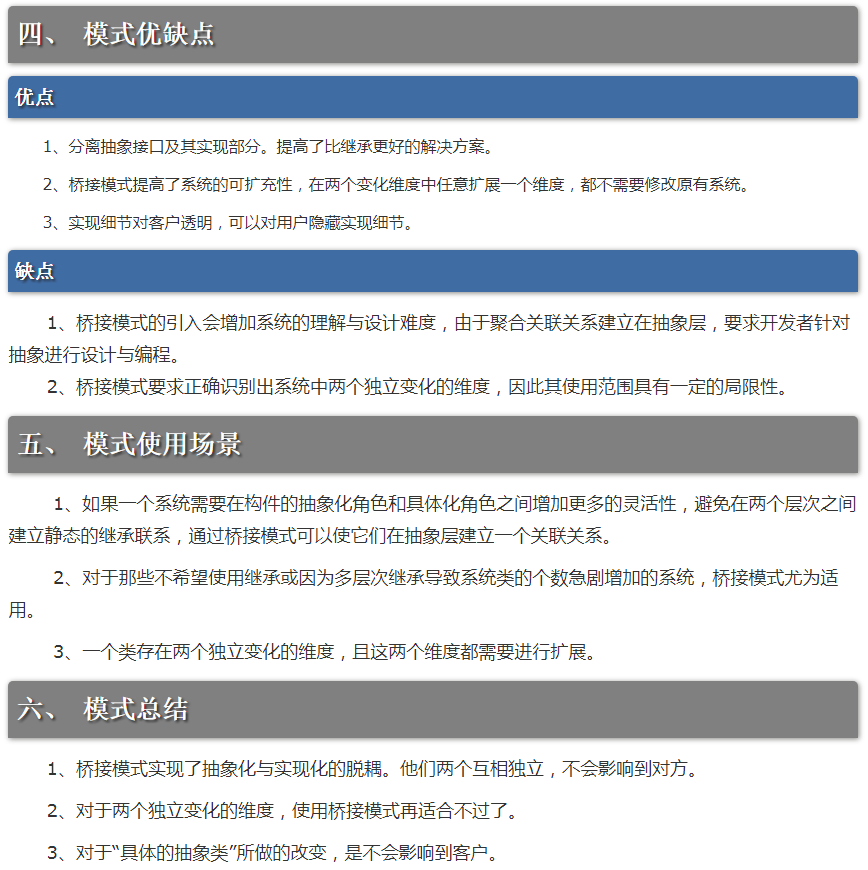 四、 模式优缺点
优点
1、分离抽象接口及其实现部分。提高了比继承更好的解决方案。
2、桥接模式提高了系统的可扩充性，在两个变化维度中任意扩展一个维度，都不需要修改原有系统。
3、实现细节对客户透明，可以对用户隐藏实现细节。
缺点
1、桥接模式的引入会增加系统的理解与设计难度，由于聚合关联关系建立在抽象层，要求开发者针对
抽象进行设计与编程。
2、桥接模式要求正确识别出系统中两个独立变化的维度，因此其使用范围具有一定的局限性。
五、 模式使用场景
1、如果一个系统需要在构件的抽象化角色和具体化角色之间增加更多的灵活性，避免在两个层次之间
建立静态的继承联系，通过桥接模式可以使它们在抽象层建立一个关联关系。
2、对于那些不希望使用继承或因为多层次继承导致系统类的个数急剧增加的系统，桥接模式尤为适
用。
3、一个类存在两个独立变化的维度，且这两个维度都需要进行扩展。
六、 模式总结
1、桥接模式实现了抽象化与实现化的脱耦。他们两个互相独立，不会影响到对方。
2、对于两个独立变化的维度，使用桥接模式再适合不过了。
3、对于“具体的抽象类”所做的改变，是不会影响到客户。